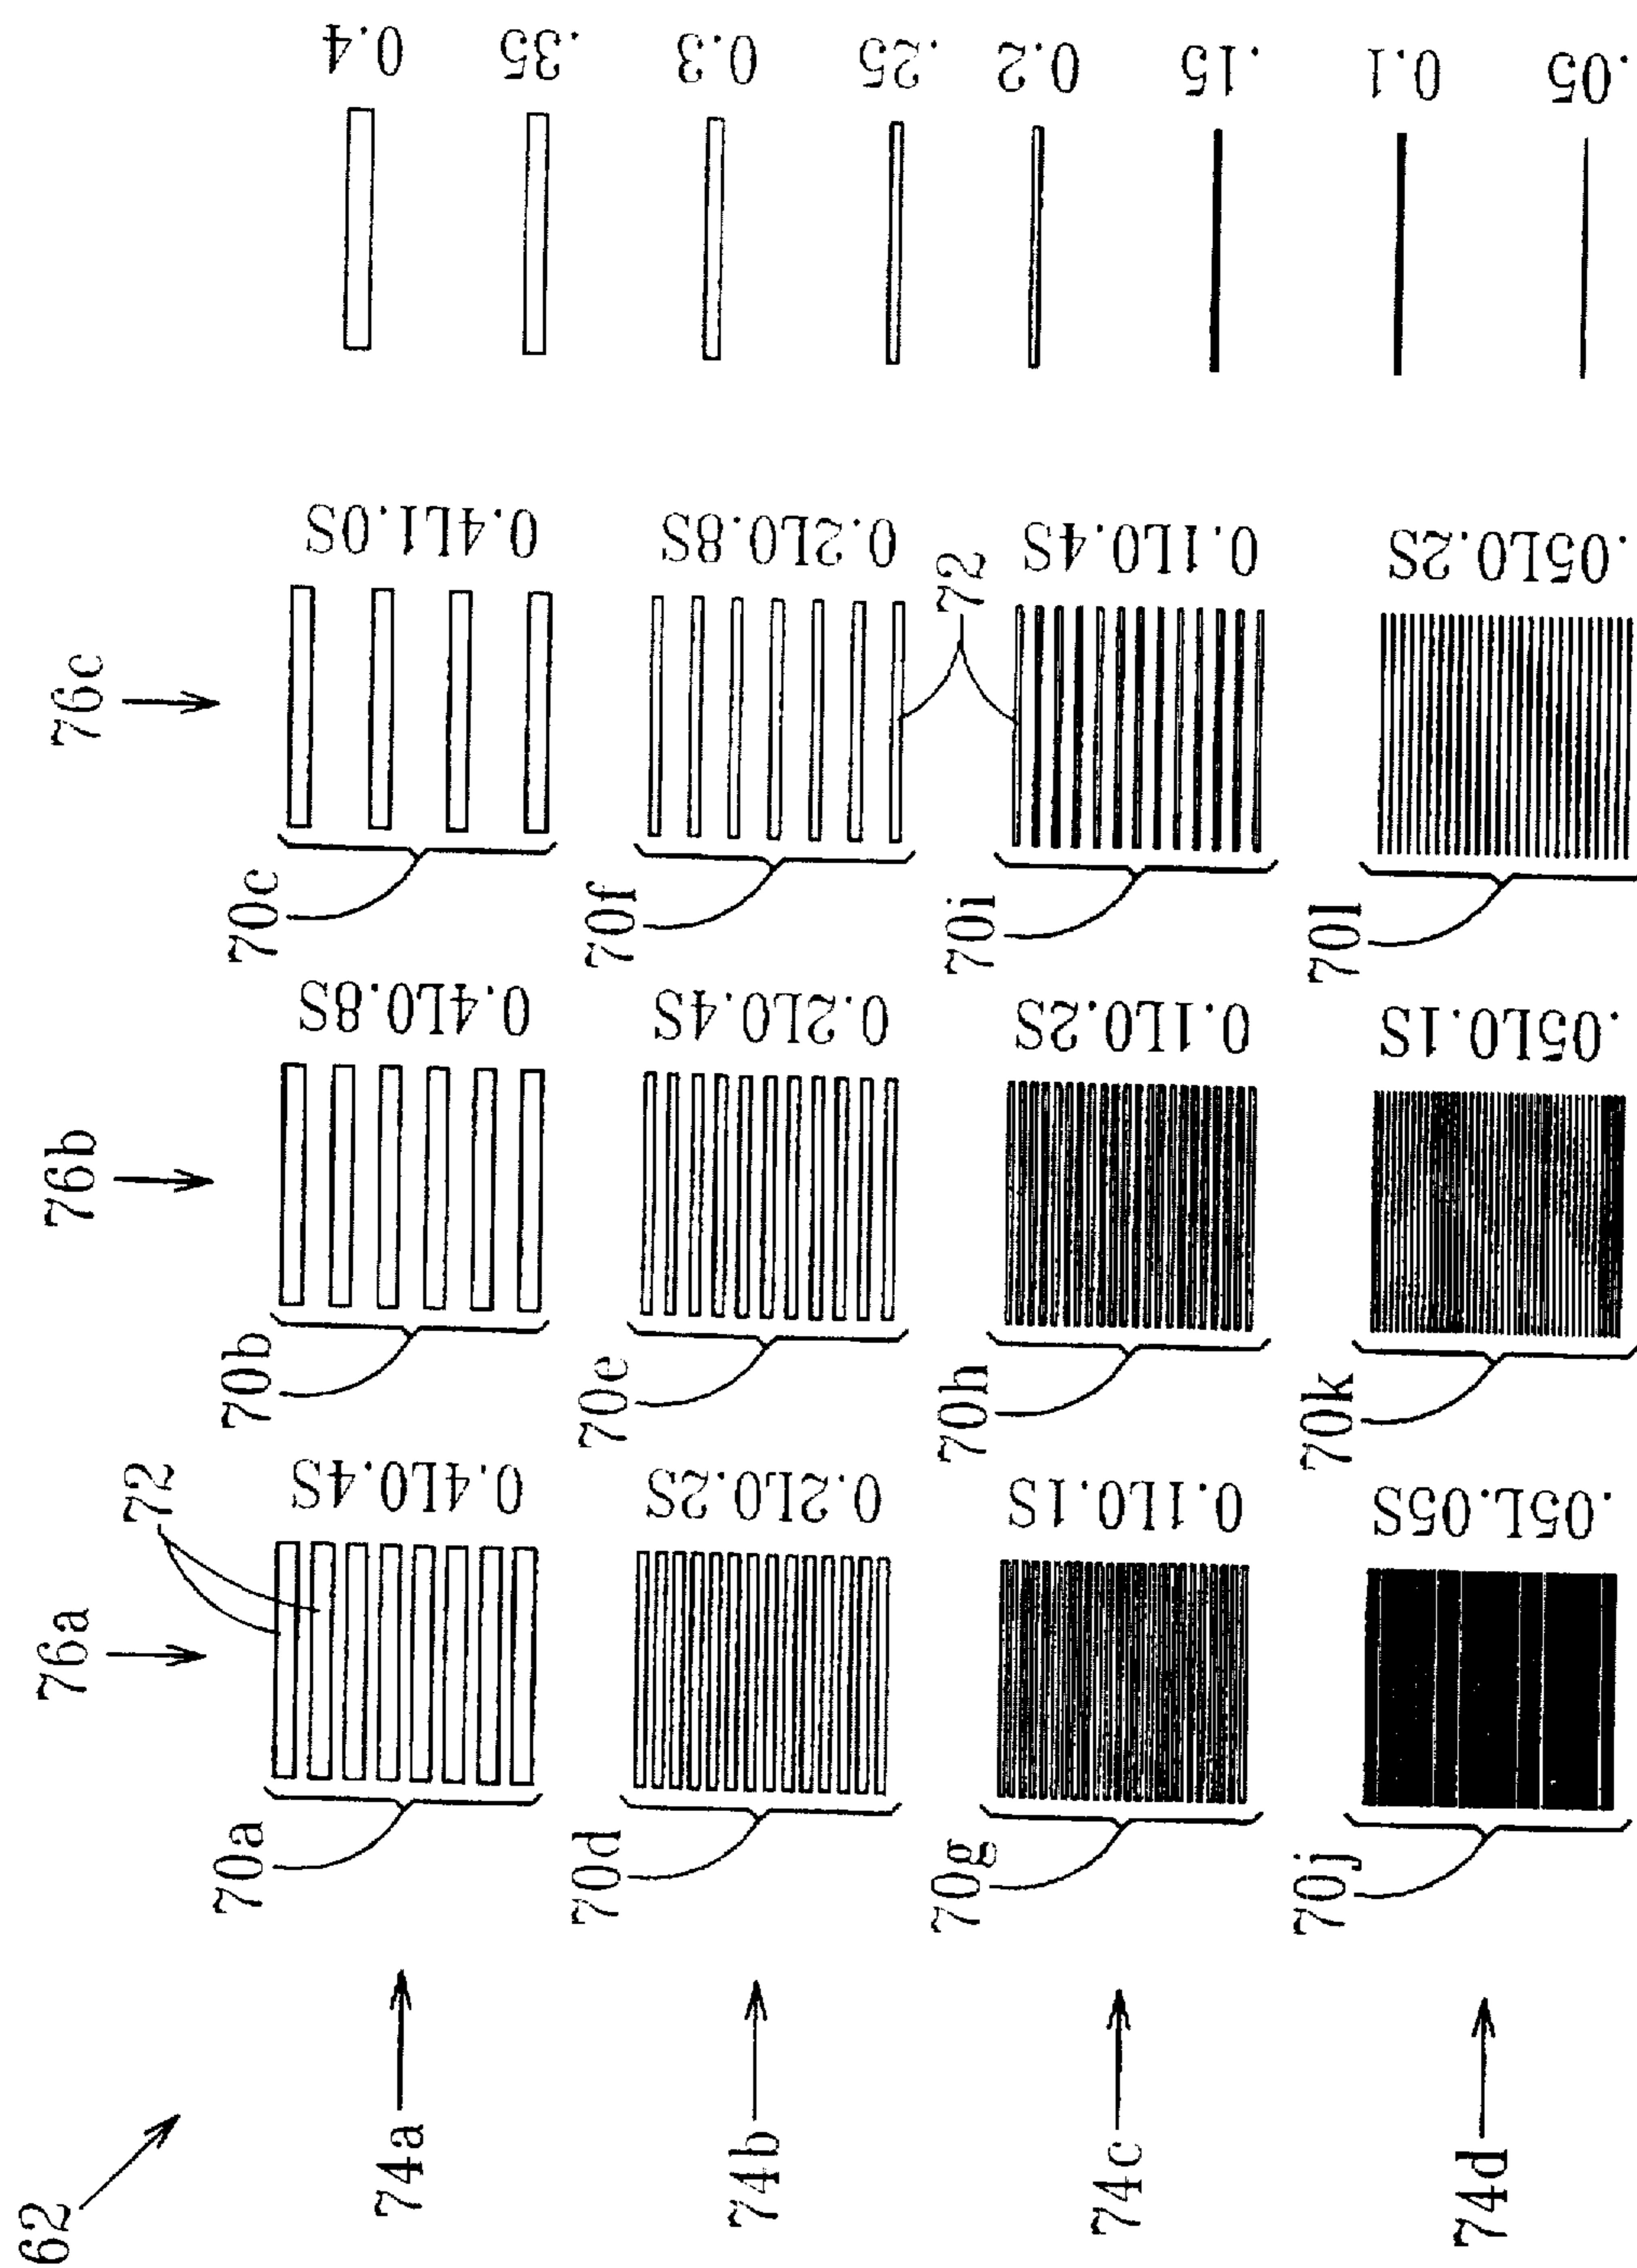 62
76a
76b
76c
72
74a
70a
0.4L0.4S
70b
0.4L0.8S
70c
0.4L1.0S
0.4
.35
74b
70d
0.2L0.2S
70e
0.2L0.4S
70f
0.2L0.8S
0.3
.25
72
74c
70g
0.1L0.1S
70h
0.1L0.2S
70i
0.1L0.4S
0.2
.15
74d
70j
.05L.05S
70k
.05L0.1S
70l
.05L0.2S
0.1
.05